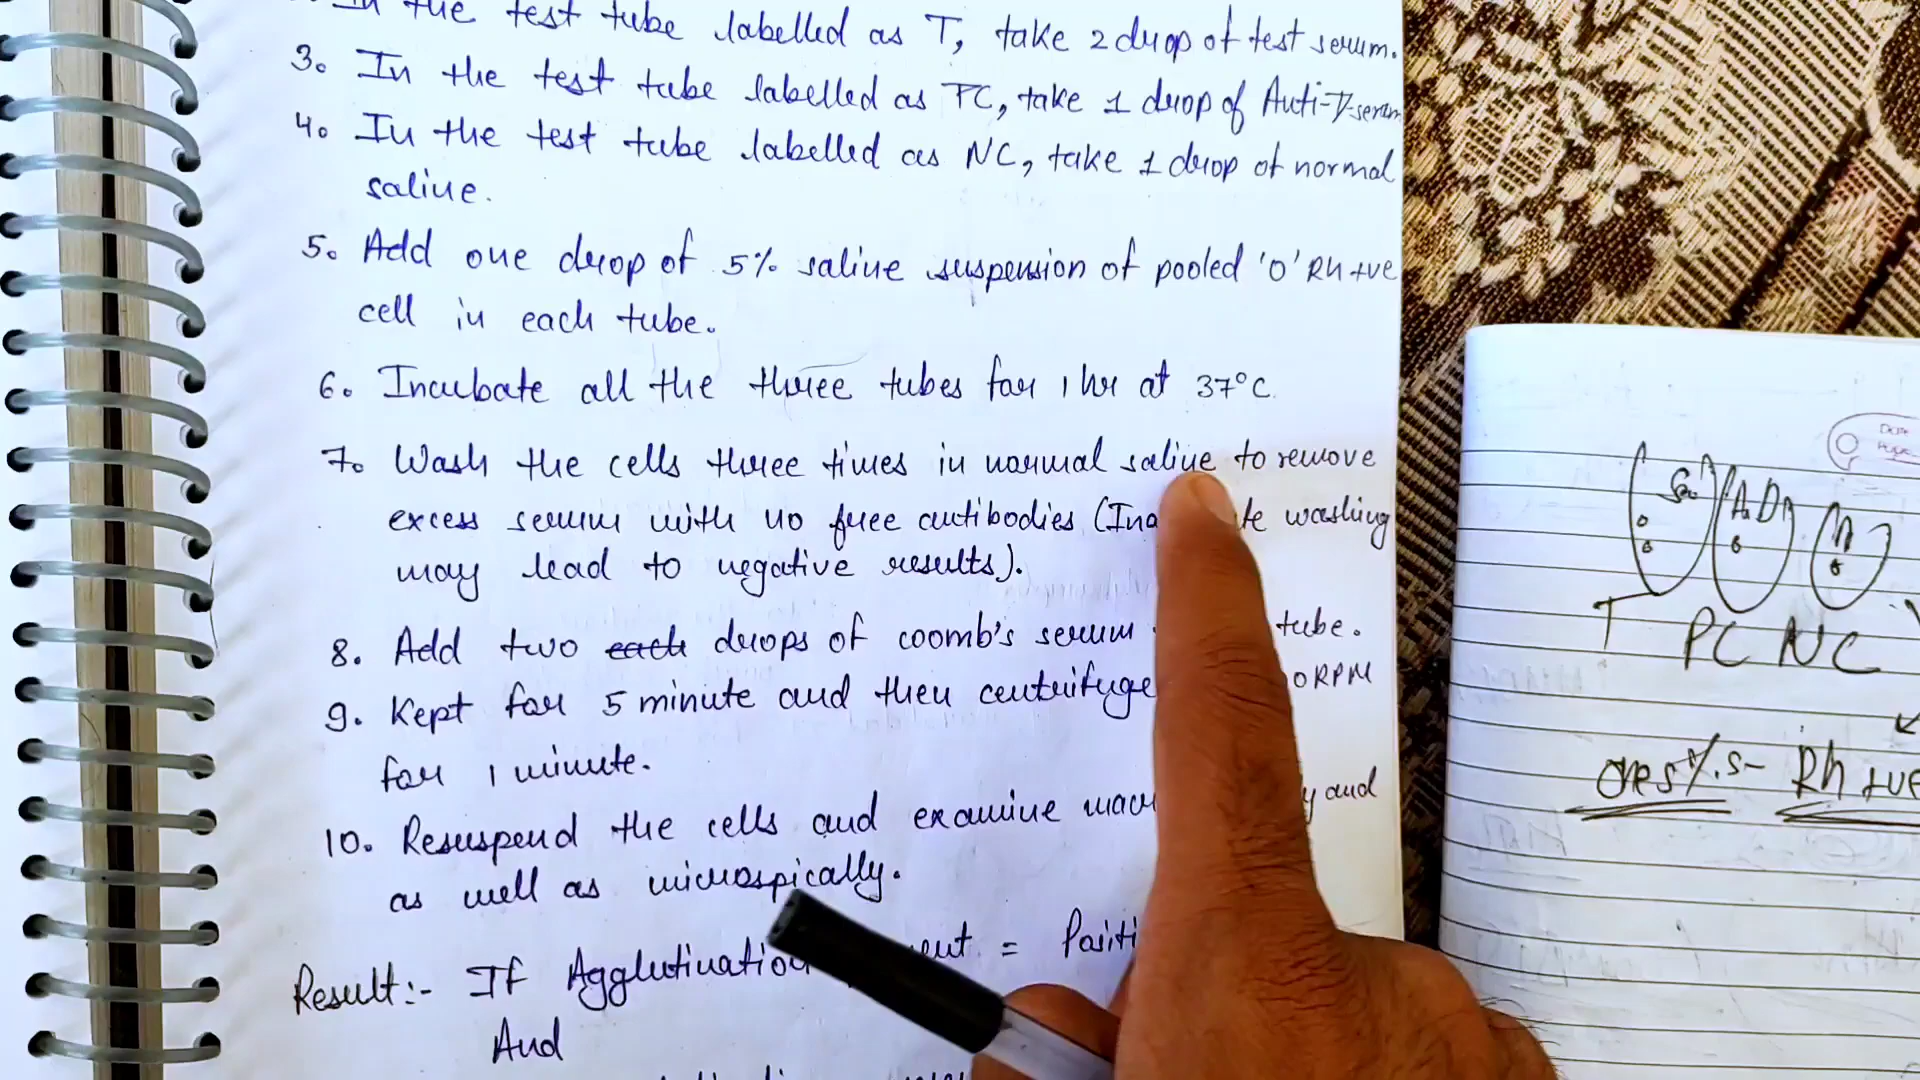 In the test tube labelled as T, take 2 drop of test serum.
3. In the test tube labelled as PC, take 1 drop of Anti-D-serum
4. In the test tube labelled as NC, take 1 drop of normal
saline.
5. Add one drop of 5% saline suspension of pooled 'O' Rh +ve
cell in each tube.
6. Incubate all the three tubes for 1 hr at 37°C
7. Wash the cells three times in normal saline to remove
excess serum with no free antibodies (Ina te washing
may lead to negative results).
8. Add two each drops of coomb's serum tube.
9. Kept for 5 minute and then centrifuge 0 RPM
for 1 minute.
10. Resuspend the cells and examine mac y and
as well as microspically.
Result:- If Agglutination ent = Positi
And
T PC NC
Rh +ve